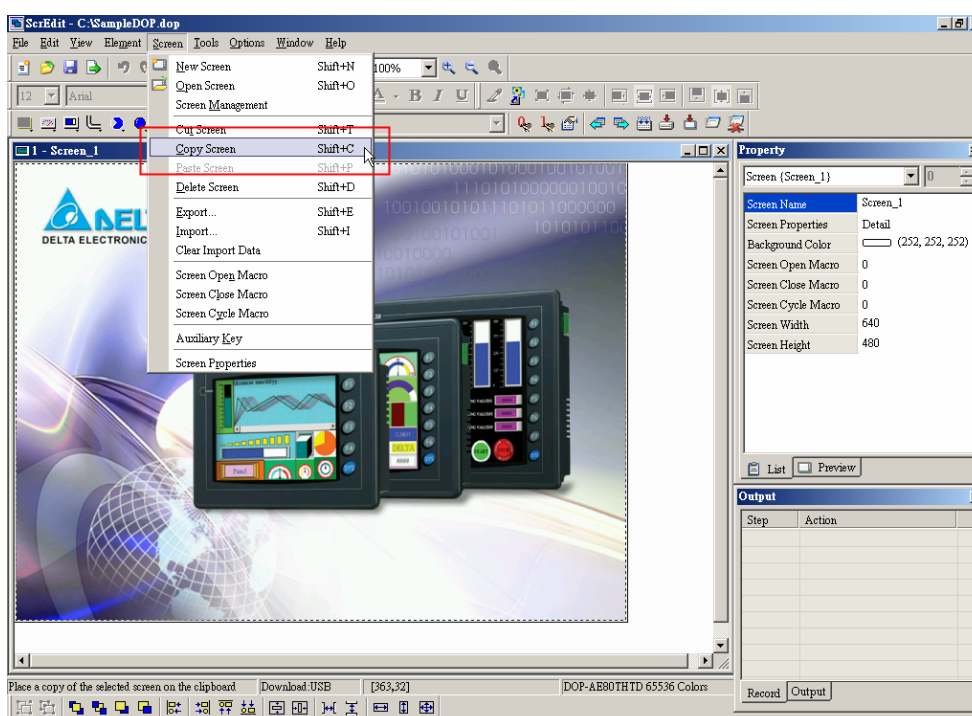 ScrEdit - C:\SampleDOP.dop
File Edit View Element Screen Tools Options Window Help
New Screen Shift+N
100%
Open Screen Shift+O
12 Arial
A B I U
Screen Management
Cut Screen Shift+T
Copy Screen Shift+C
Paste Screen Shift+P
Delete Screen Shift+D
Export... Shift+E
Import... Shift+I
Clear Import Data
Screen Open Macro
Screen Close Macro
Screen Cycle Macro
Auxiliary Key
Screen Properties
1 - Screen_1
DELTA ELECTRONIC
Property
Screen {Screen_1} 0
Screen Name Screen_1
Screen Properties Detail
Background Color (252, 252, 252)
Screen Open Macro 0
Screen Close Macro 0
Screen Cycle Macro 0
Screen Width 640
Screen Height 480
List Preview
Output
Step Action
Record Output
Place a copy of the selected screen on the clipboard Download:USB [363,32] DOP-AE80THTD 65536 Colors